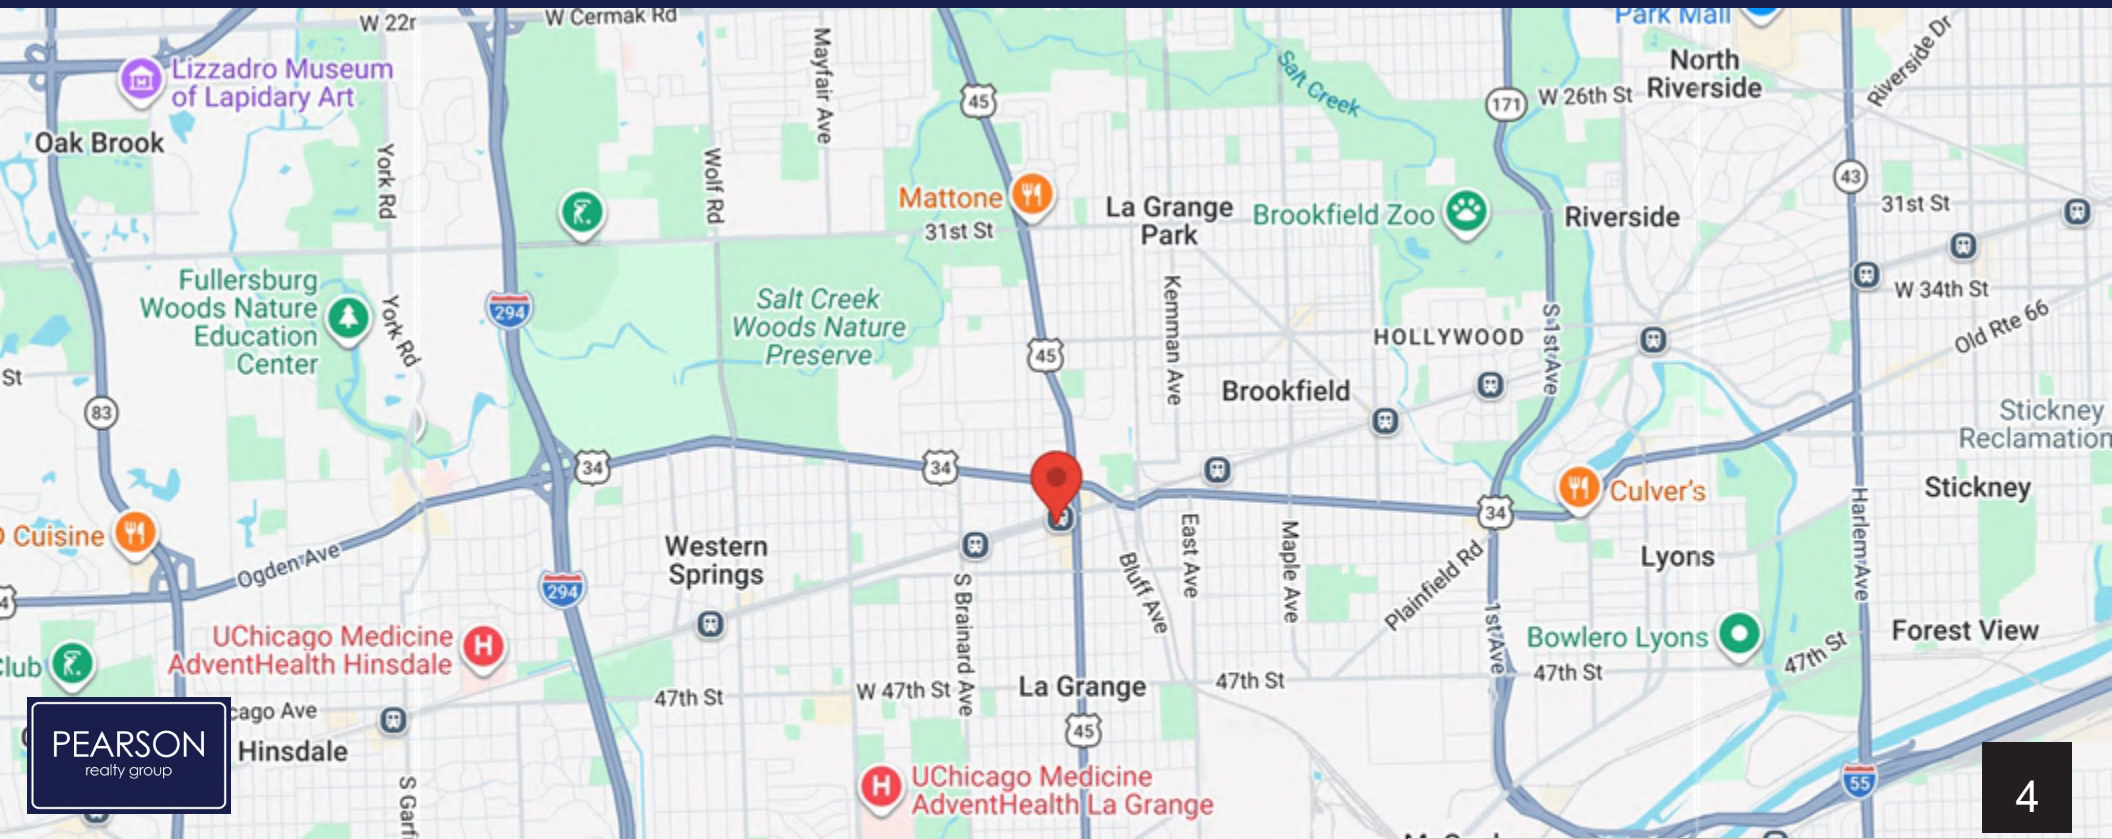 W 22r
W Cermak Rd
Park Mall
Lizzadro Museum
of Lapidary Art
Oak Brook
York Rd
Wolf Rd
Mayfair Ave
45
Salt Creek
171
W 26th St
North
Riverside
Riverside Dr
43
31st St
Mattone
31st St
La Grange
Park
Brookfield Zoo
Riverside
Fullersburg
Woods Nature
Education
Center
York Rd
294
Salt Creek
Woods Nature
Preserve
45
Kemman Ave
HOLLYWOOD
S 1st Ave
W 34th St
Old Rte 66
St
83
Brookfield
Stickney
Reclamation
34
34
34
Culver's
Stickney
Cuisine
Ogden Ave
4
294
Western
Springs
S Brainard Ave
Bluff Ave
East Ave
Maple Ave
Plainfield Rd
1st Ave
Lyons
Harlem Ave
Club
UChicago Medicine
AdventHealth Hinsdale
Bowlero Lyons
47th St
Forest View
47th St
W 47th St
La Grange
47th St
47th St
cago Ave
Hinsdale
S Garf
45
UChicago Medicine
AdventHealth La Grange
55
PEARSON
realty group
4